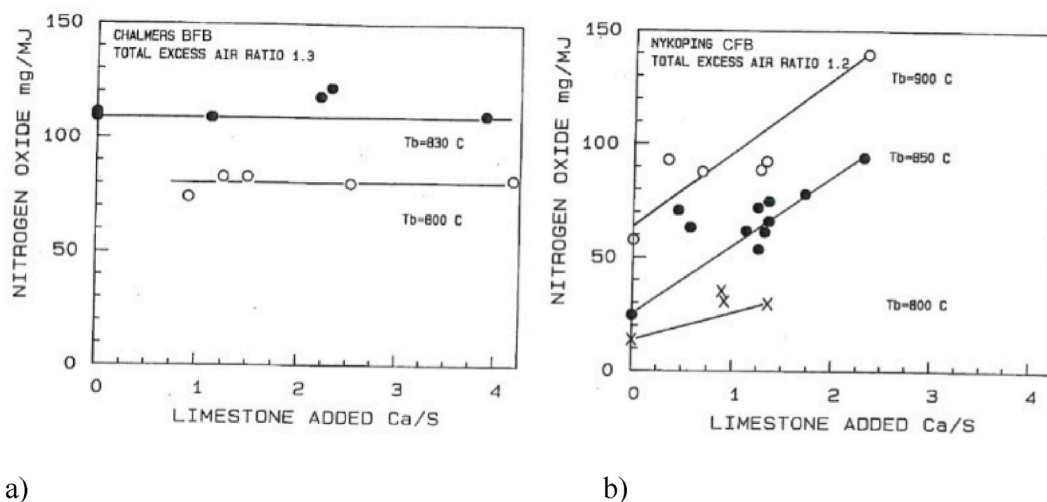 CHALMERS BFB
TOTAL EXCESS AIR RATIO 1.3
NITROGEN OXIDE mg/MJ
150
100
50
0
Tb=830 C
Tb=800 C
0 1 2 3 4
LIMESTONE ADDED Ca/S
a)
NYKOPING CFB
TOTAL EXCESS AIR RATIO 1.2
NITROGEN OXIDE mg/MJ
150
100
50
0
Tb=900 C
Tb=850 C
Tb=800 C
0 1 2 3 4
LIMESTONE ADDED Ca/S
b)